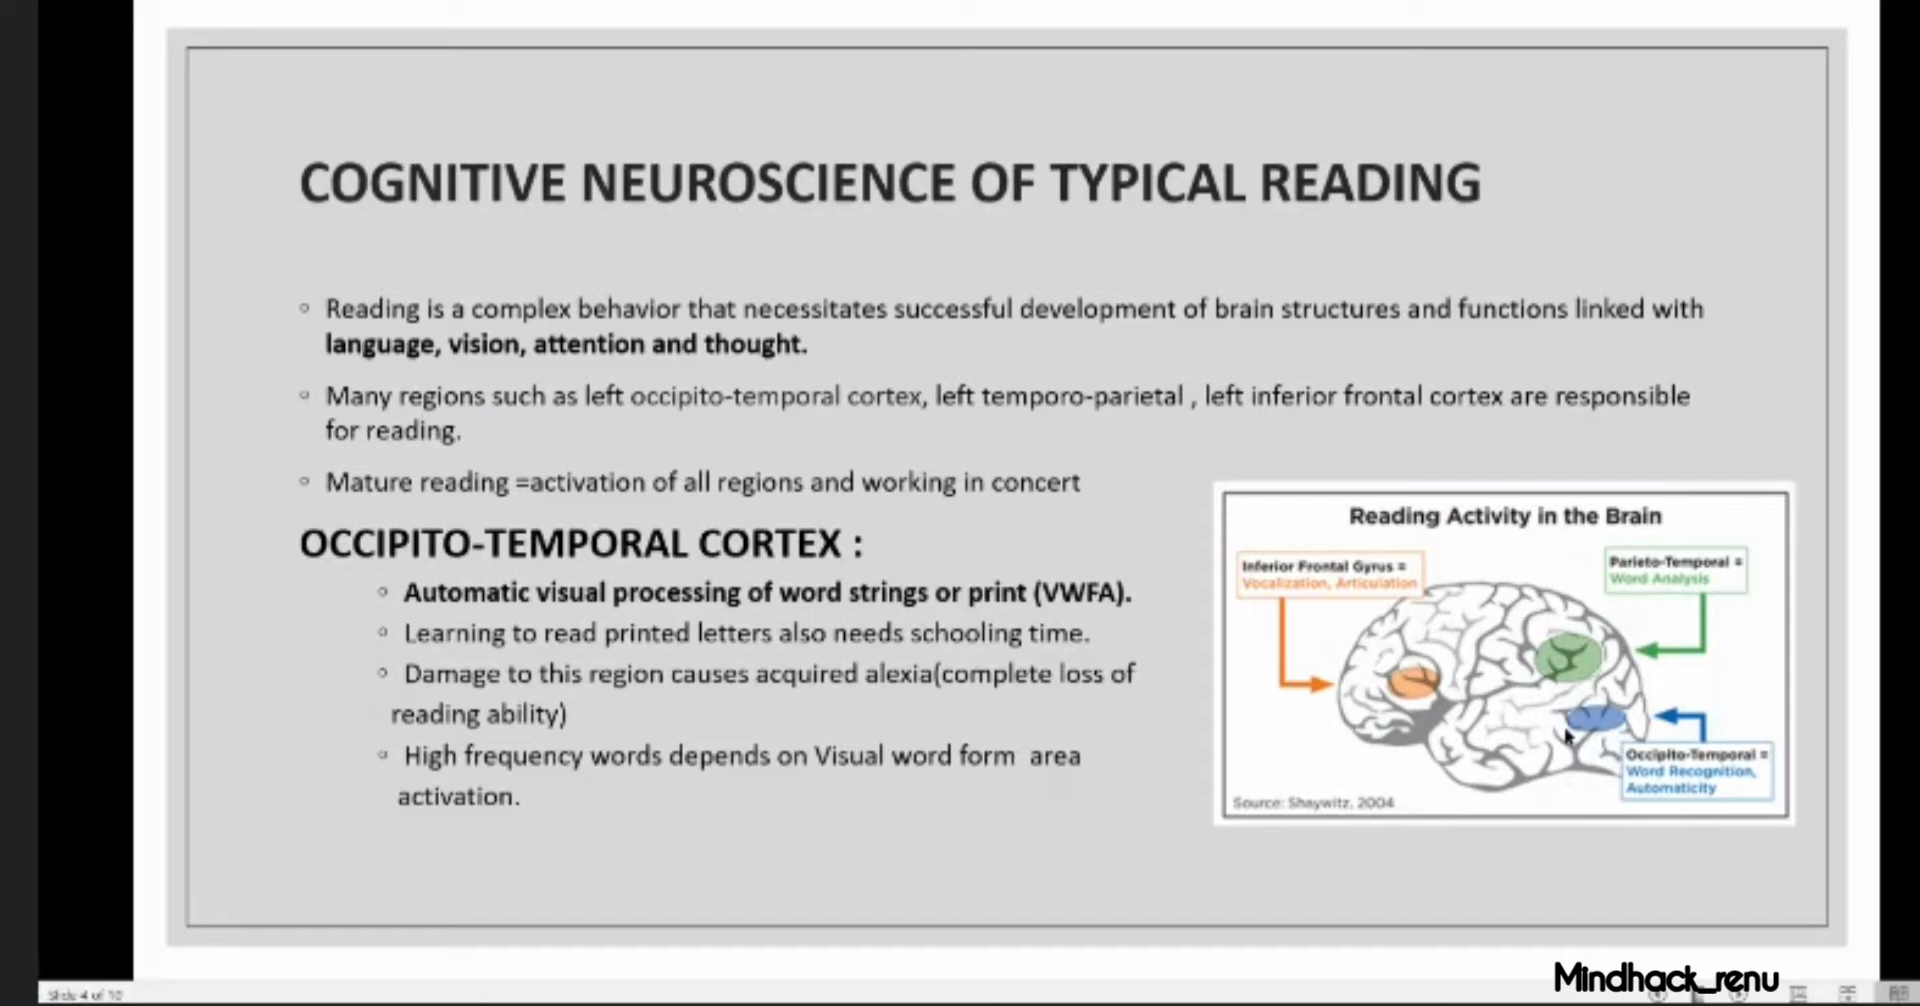 COGNITIVE NEUROSCIENCE OF TYPICAL READING
Reading is a complex behavior that necessitates successful development of brain structures and functions linked with
language, vision, attention and thought.
Many regions such as left occipito-temporal cortex, left temporo-parietal , left inferior frontal cortex are responsible
for reading.
Mature reading =activation of all regions and working in concert
OCCIPITO-TEMPORAL CORTEX :
Automatic visual processing of word strings or print (VWFA).
Learning to read printed letters also needs schooling time.
Damage to this region causes acquired alexia(complete loss of
reading ability)
High frequency words depends on Visual word form area
activation.
Reading Activity in the Brain
Inferior Frontal Gyrus =
Vocalization, Articulation
Parieto-Temporal =
Word Analysis
Occipito-Temporal =
Word Recognition,
Automaticity
Source: Shaywitz, 2004
Mindhack_renu
Slide 4 of 10